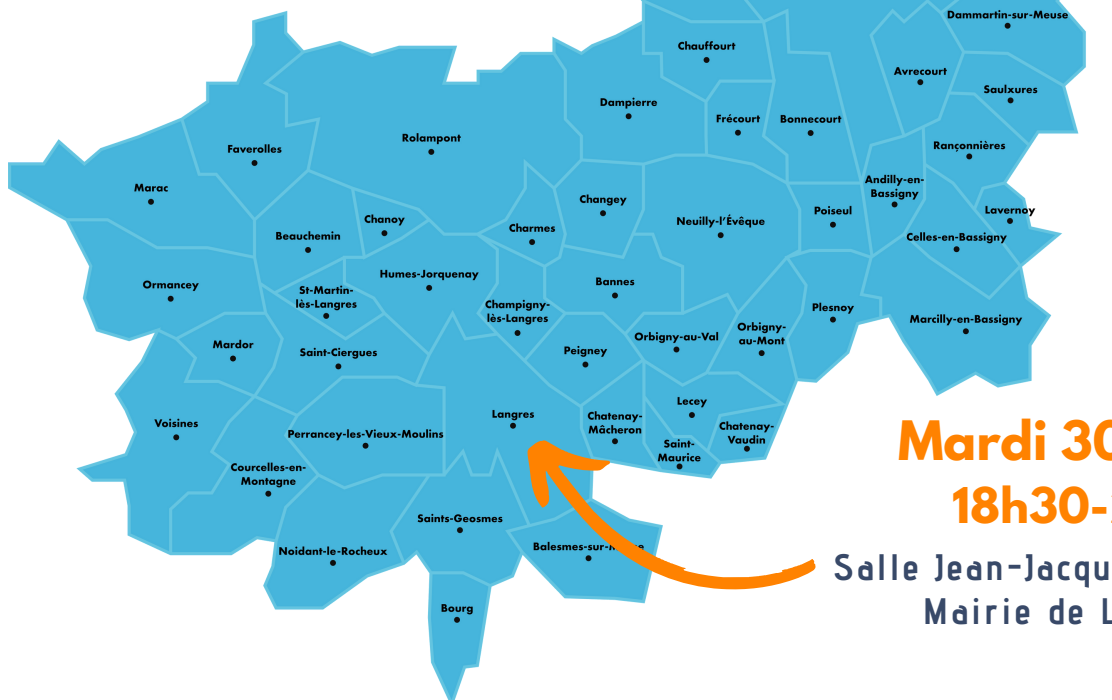 Dammartin-sur-Meuse
Chauffourt
Avrecourt
Saulxures
Dampierre
Frécourt
Bonnecourt
Rolampont
Faverolles
Rançonnières
Marac
Andilly-en-
Bassigny
Changey
Poiseul
Lavernoy
Chanoy
Neuilly-l'Évêque
Charmes
Beauchemin
Celles-en-Bassigny
Humes-Jorquenay
Ormancey
St-Martin-
lès-Langres
Bannes
Champigny-
lès-Langres
Plesnoy
Marcilly-en-Bassigny
Orbigny-au-Val
Orbigny-
au-Mont
Mardor
Saint-Ciergues
Peigney
Lecey
Langres
Chatenay-
Mâcheron
Voisines
Chatenay-
Vaudin
Perrancey-les-Vieux-Moulins
Saint-
Maurice
Courcelles-en-
Montagne
Saints-Geosmes
Noidant-le-Rocheux
Balesmes-sur-
Bourg
Mardi 30
18h30-
Salle Jean-Jacqu
Mairie de L